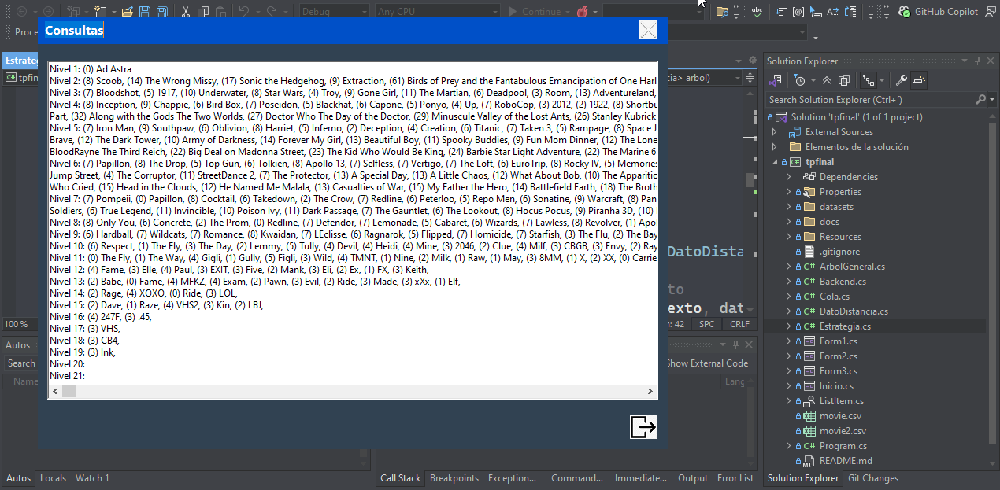 Debug
Any CPU
Continue
GitHub Copilot
Proce
Consultas
Estrate
tpfin
cia> arbol)
Nivel 1: (0) Ad Astra
Nivel 2: (8) Scoob, (14) The Wrong Missy, (17) Sonic the Hedgehog, (9) Extraction, (61) Birds of Prey and the Fantabulous Emancipation of One Harl
Nivel 3: (7) Bloodshot, (5) 1917, (10) Underwater, (8) Star Wars, (4) Troy, (9) Gone Girl, (11) The Martian, (6) Deadpool, (3) Room, (13) Adventureland,
Nivel 4: (8) Inception, (9) Chappie, (6) Bird Box, (7) Poseidon, (5) Blackhat, (6) Capone, (5) Ponyo, (4) Up, (7) RoboCop, (3) 2012, (2) 1922, (8) Shortbu
Part, (32) Along with the Gods The Two Worlds, (27) Doctor Who The Day of the Doctor, (29) Minuscule Valley of the Lost Ants, (26) Stanley Kubrick
Nivel 5: (7) Iron Man, (9) Southpaw, (6) Oblivion, (8) Harriet, (5) Inferno, (2) Deception, (4) Creation, (6) Titanic, (7) Taken 3, (5) Rampage, (8) Space J
Brave, (12) The Dark Tower, (10) Army of Darkness, (14) Forever My Girl, (13) Beautiful Boy, (11) Spooky Buddies, (9) Fun Mom Dinner, (12) The Lone
BloodRayne The Third Reich, (22) Big Deal on Madonna Street, (23) The Kid Who Would Be King, (24) Barbie Star Light Adventure, (22) The Marine 6
Nivel 6: (7) Papillon, (8) The Drop, (5) Top Gun, (6) Tolkien, (8) Apollo 13, (7) Selfless, (7) Vertigo, (7) The Loft, (6) EuroTrip, (8) Rocky IV, (5) Memories
Jump Street, (4) The Corruptor, (11) StreetDance 2, (7) The Protector, (13) A Special Day, (13) A Little Chaos, (12) What About Bob, (10) The Apparitic
Who Cried, (15) Head in the Clouds, (12) He Named Me Malala, (13) Casualties of War, (15) My Father the Hero, (14) Battlefield Earth, (18) The Broth
Nivel 7: (7) Pompeii, (0) Papillon, (8) Cocktail, (6) Takedown, (2) The Crow, (7) Redline, (6) Peterloo, (5) Repo Men, (6) Sonatine, (9) Warcraft, (8) Pan
Soldiers, (6) True Legend, (11) Invincible, (10) Poison Ivy, (11) Dark Passage, (7) The Gauntlet, (6) The Lookout, (8) Hocus Pocus, (9) Piranha 3D, (10)
Nivel 8: (8) Only You, (6) Concrete, (2) The Prom, (0) Redline, (7) Defendor, (7) Lemonade, (5) Cabaret, (6) Wizards, (7) Lawless, (8) Revolver, (1) Apo
Nivel 9: (6) Hardball, (7) Wildcats, (7) Romance, (8) Kwaidan, (7) LEclisse, (6) Ragnarok, (5) Flipped, (7) Homicide, (7) Starfish, (3) The Flu, (2) The Bay
Nivel 10: (6) Respect, (1) The Fly, (3) The Day, (2) Lemmy, (5) Tully, (4) Devil, (4) Heidi, (4) Mine, (3) 2046, (2) Clue, (4) Milf, (3) CBGB, (3) Envy, (2) Ray
Nivel 11: (0) The Fly, (1) The Way, (4) Gigli, (1) Gully, (5) Figli, (3) Wild, (4) TMNT, (1) Nine, (2) Milk, (1) Raw, (1) May, (3) 8MM, (1) X, (2) XX, (0) Carrie
Nivel 12: (4) Fame, (3) Elle, (4) Paul, (3) EXIT, (3) Five, (2) Mank, (3) Eli, (2) Ex, (1) FX, (3) Keith,
Nivel 13: (2) Babe, (0) Fame, (4) MFKZ, (4) Exam, (2) Pawn, (3) Evil, (2) Ride, (3) Made, (3) xXx, (1) Elf,
Nivel 14: (2) Rage, (4) XOXO, (0) Ride, (3) LOL,
Nivel 15: (2) Dave, (1) Raze, (4) VHS2, (3) Kin, (2) LBJ,
Nivel 16: (4) 247F, (3) .45,
Nivel 17: (3) VHS,
Nivel 18: (3) CB4,
Nivel 19: (3) Ink,
Nivel 20:
Nivel 21:
DatoDista
to
exto, dat
100 %
n: 42 SPC CRLF
Autos
Search
Name
Show External Code
Lang
Autos Locals Watch 1
Call Stack Breakpoints Exception... Command... Immediate... Output Error List
Solution Explorer
Search Solution Explorer (Ctrl+´)
Solution 'tpfinal' (1 of 1 project)
External Sources
Elementos de la solución
tpfinal
Dependencies
Properties
datasets
docs
Resources
.gitignore
C# ArbolGeneral.cs
C# Backend.cs
C# Cola.cs
C# DatoDistancia.cs
C# Estrategia.cs
Form1.cs
Form2.cs
Form3.cs
Inicio.cs
ListItem.cs
movie.csv
movie2.csv
C# Program.cs
README.md
Solution Explorer Git Changes